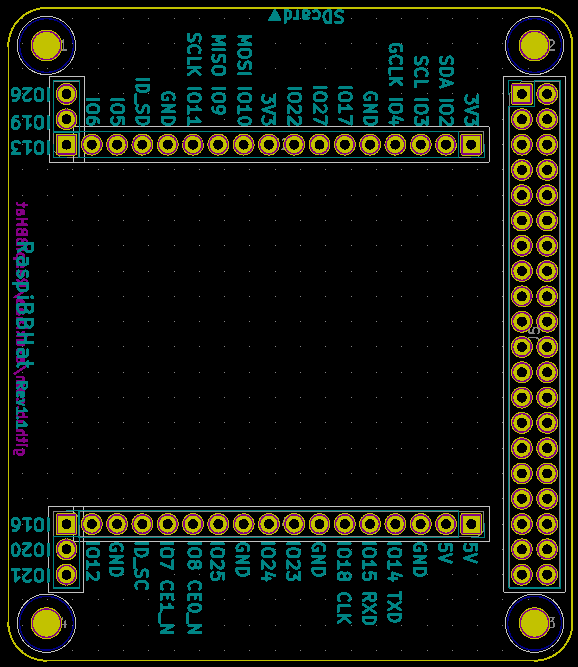 SDcard
1
2
IO26
IO19
IO13
IO6
IO5
ID_SD
GND
SCLK IO11
MISO IO9
MOSI IO10
3V3
IO22
IO27
IO17
GND
GCLK IO4
SCL IO3
SDA IO2
3V3
RaspiBBHat Rev1.1
IO16
IO20
IO21
IO12
GND
ID_SC
IO7 CE1_N
IO8 CE0_N
IO25
GND
IO24
IO23
GND
IO18 CLK
IO15 RXD
IO14 TXD
GND
5V
5V
4
3